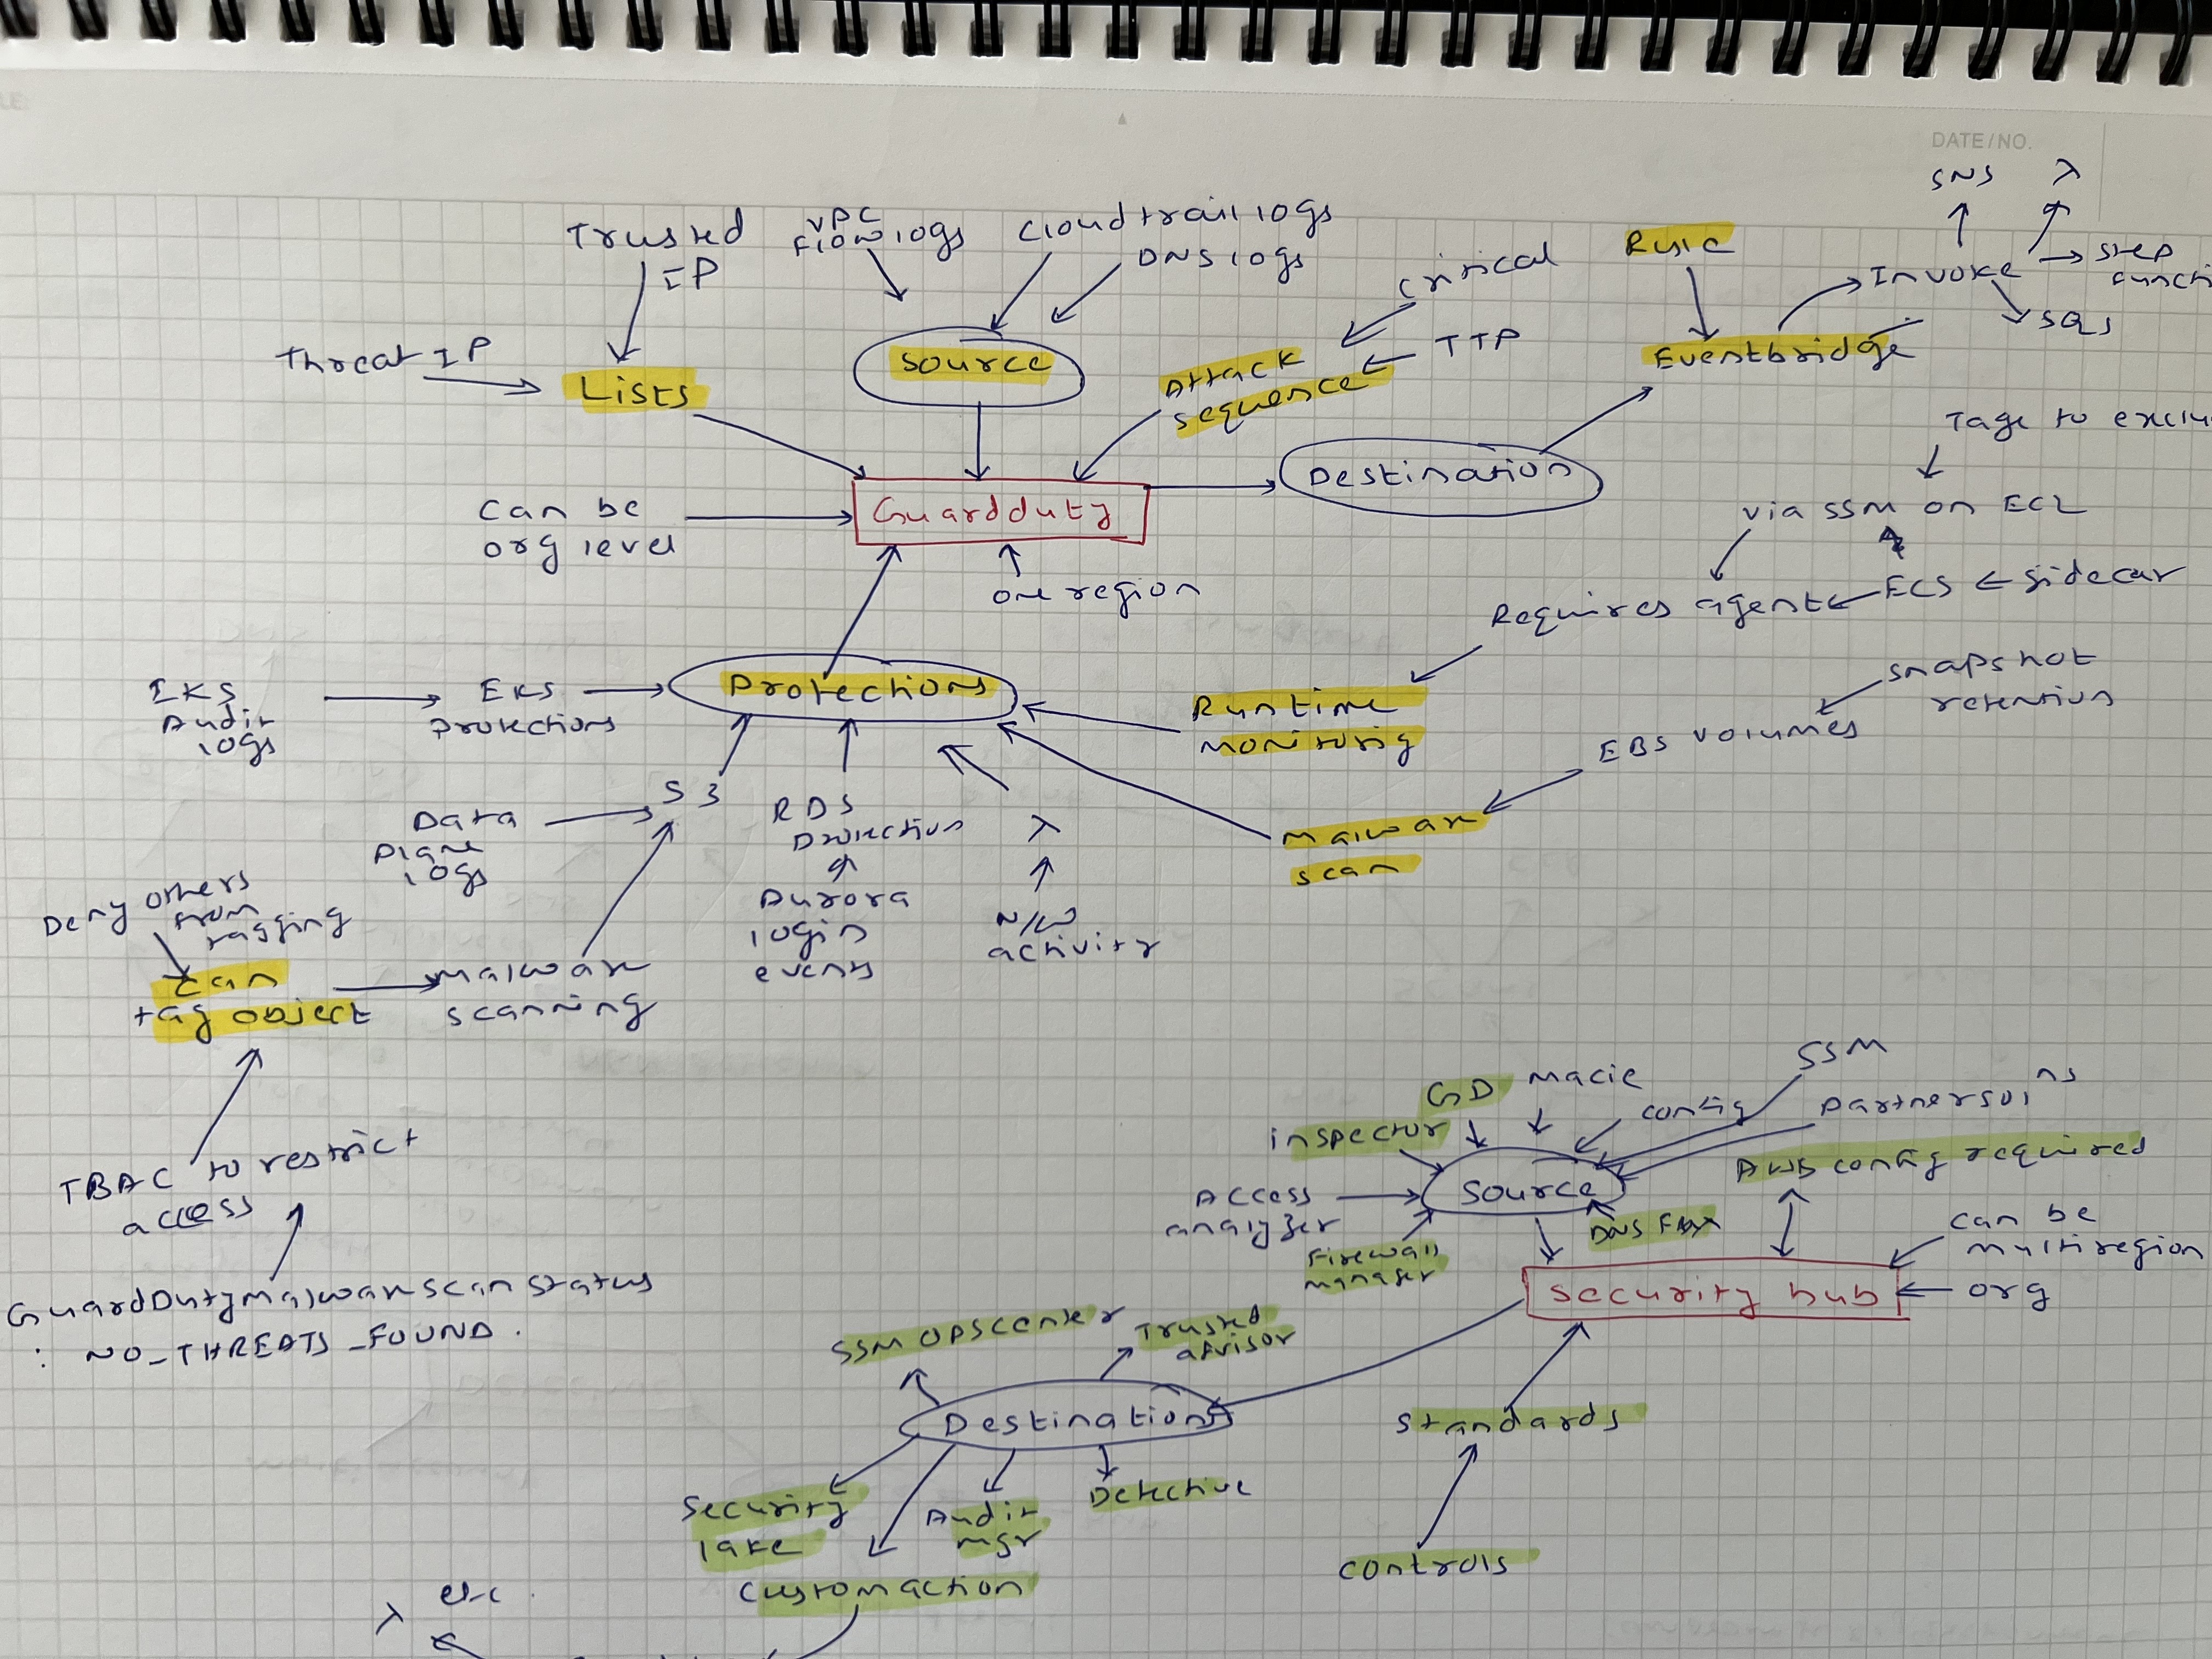 DATE/NO.
SNS
λ
Trusted
IP
VPC
Flow logs
Cloudtrail logs
DNS logs
Critical
TTP
Rule
Invoke
Step
SQS
Threat IP
Lists
Source
Attack
sequence
Eventbridge
Tags to
Can be
org level
Guardduty
Destination
via SSM on EC2
one region
Requires agent
ECS
sidecar
EKS
Audit
logs
EKS
Protections
Protections
Runtime
monitorig
snapshot
retention
EBS volumes
S3
Data
Plane
logs
RDS
Protection
Aurora
login
events
λ
N/W
activity
Malware
scan
Deny others
from
tagging
can
tag object
malware
scanning
TBAC to restrict
access
GuardDutyMalwareScanStatus
: NO_THREATS_FOUND.
SSM
GD
Macie
config
Partner soins
inspector
AWS config required
Access
analyzer
Source
Firewall
manager
DNS
can be
multiregion
org
Security hub
SSM OPSCenter
Trusted
advisor
Destinations
Standards
Security
lake
Audit
mgr
Detective
Controls
Custom action
λ
etc.